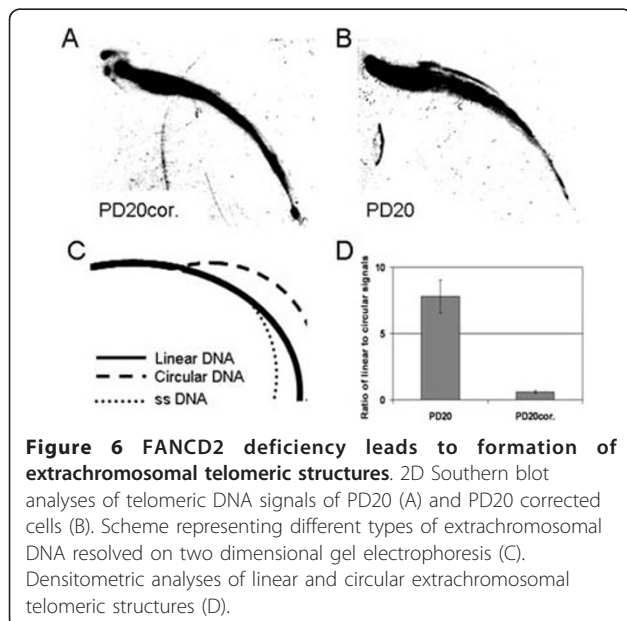 A
B
PD20cor.
PD20
C
D
Linear DNA
Circular DNA
ss DNA
Ratio of linear to circular signals
10
5
0
PD20
PD20cor.
Figure 6 FANCD2 deficiency leads to formation of
extrachromosomal telomeric structures. 2D Southern blot
analyses of telomeric DNA signals of PD20 (A) and PD20 corrected
cells (B). Scheme representing different types of extrachromosomal
DNA resolved on two dimensional gel electrophoresis (C).
Densitometric analyses of linear and circular extrachromosomal
telomeric structures (D).